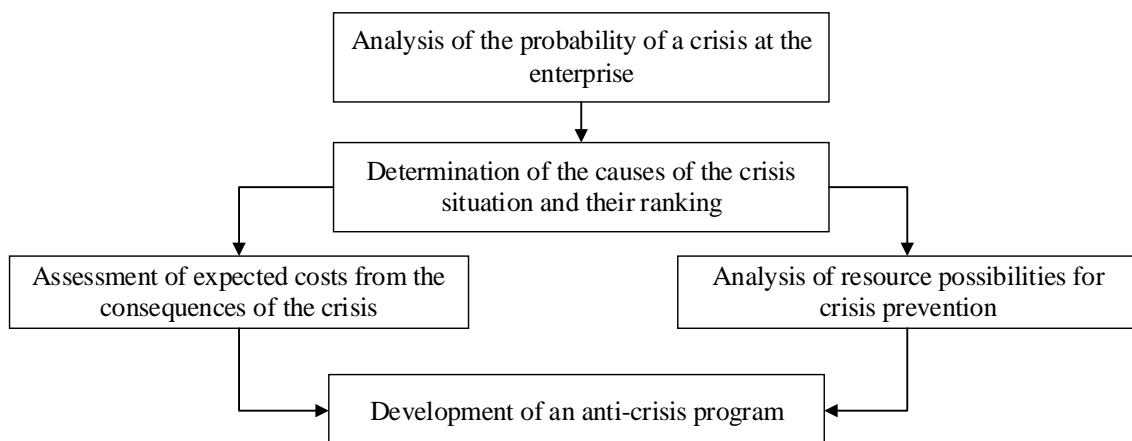 Analysis of the probability of a crisis at the
enterprise
Determination of the causes of the crisis
situation and their ranking
Assessment of expected costs from the
consequences of the crisis
Analysis of resource possibilities for
crisis prevention
Development of an anti-crisis program